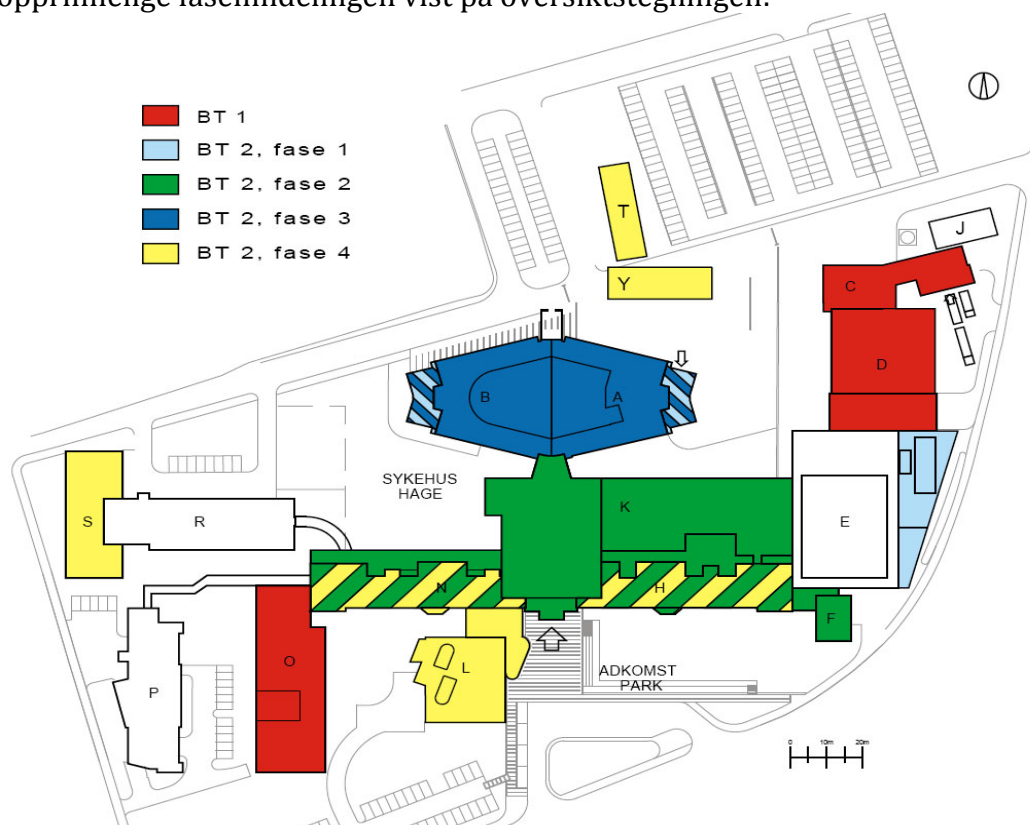 opprinnelige faseinndelingen vist på oversiktstegningen.
BT 1
BT 2, fase 1
BT 2, fase 2
BT 2, fase 3
BT 2, fase 4
T
J
Y
C
D
B
A
SYKEHUS
HAGE
K
S
R
E
N
H
F
O
L
P
ADKOMST
PARK
0 10m 20m